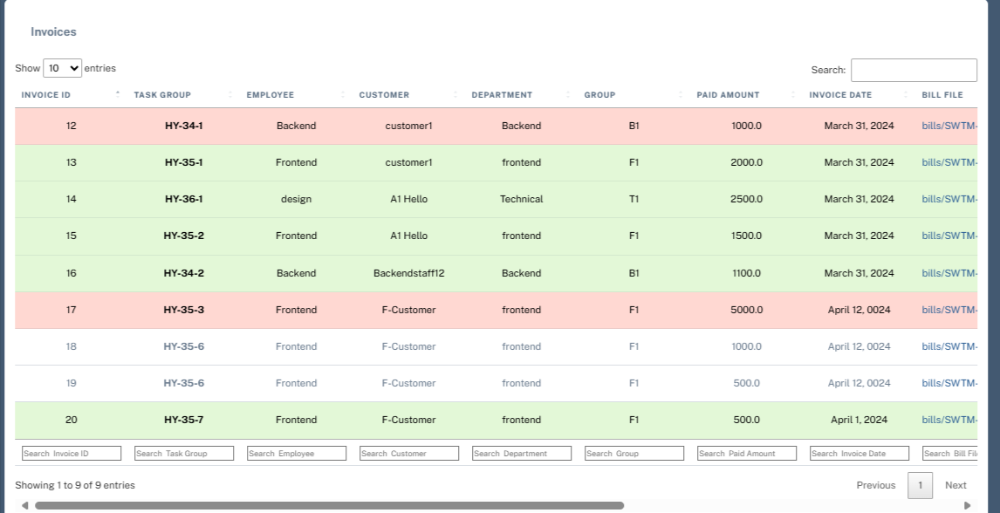 Invoices
Show 10 entries
Search:
INVOICE ID TASK GROUP EMPLOYEE CUSTOMER DEPARTMENT GROUP PAID AMOUNT INVOICE DATE BILL FILE
12 HY-34-1 Backend customer1 Backend B1 1000.0 March 31, 2024 bills/SWTM-
13 HY-35-1 Frontend customer1 frontend F1 2000.0 March 31, 2024 bills/SWTM-
14 HY-36-1 design A1 Hello Technical T1 2500.0 March 31, 2024 bills/SWTM-
15 HY-35-2 Frontend A1 Hello frontend F1 1500.0 March 31, 2024 bills/SWTM-
16 HY-34-2 Backend Backendstaff12 Backend B1 1100.0 March 31, 2024 bills/SWTM-
17 HY-35-3 Frontend F-Customer frontend F1 5000.0 April 12, 0024 bills/SWTM-
18 HY-35-6 Frontend F-Customer frontend F1 1000.0 April 12, 0024 bills/SWTM-
19 HY-35-6 Frontend F-Customer frontend F1 500.0 April 12, 0024 bills/SWTM-
20 HY-35-7 Frontend F-Customer frontend F1 500.0 April 1, 2024 bills/SWTM-
Search Invoice ID Search Task Group Search Employee Search Customer Search Department Search Group Search Paid Amount Search Invoice Date Search Bill Fil
Showing 1 to 9 of 9 entries
Previous 1 Next